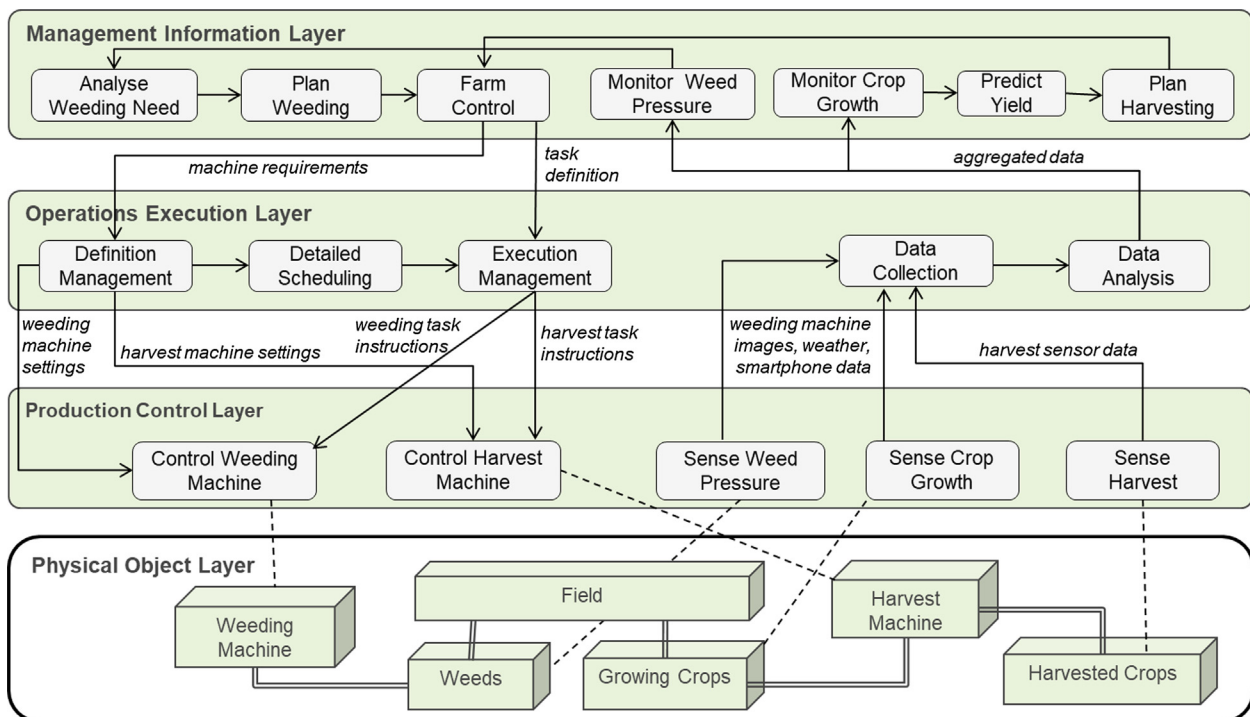 Management Information Layer
Analyse
Weeding Need
Plan
Weeding
Farm
Control
Monitor Weed
Pressure
Monitor Crop
Growth
Predict
Yield
Plan
Harvesting
machine requirements
task
definition
aggregated data
Operations Execution Layer
Definition
Management
Detailed
Scheduling
Execution
Management
Data
Collection
Data
Analysis
weeding
machine
settings
harvest machine settings
weeding task
instructions
harvest task
instructions
weeding machine
images, weather,
smartphone data
harvest sensor data
Production Control Layer
Control Weeding
Machine
Control Harvest
Machine
Sense Weed
Pressure
Sense Crop
Growth
Sense
Harvest
Physical Object Layer
Weeding
Machine
Field
Weeds
Growing Crops
Harvest
Machine
Harvested Crops